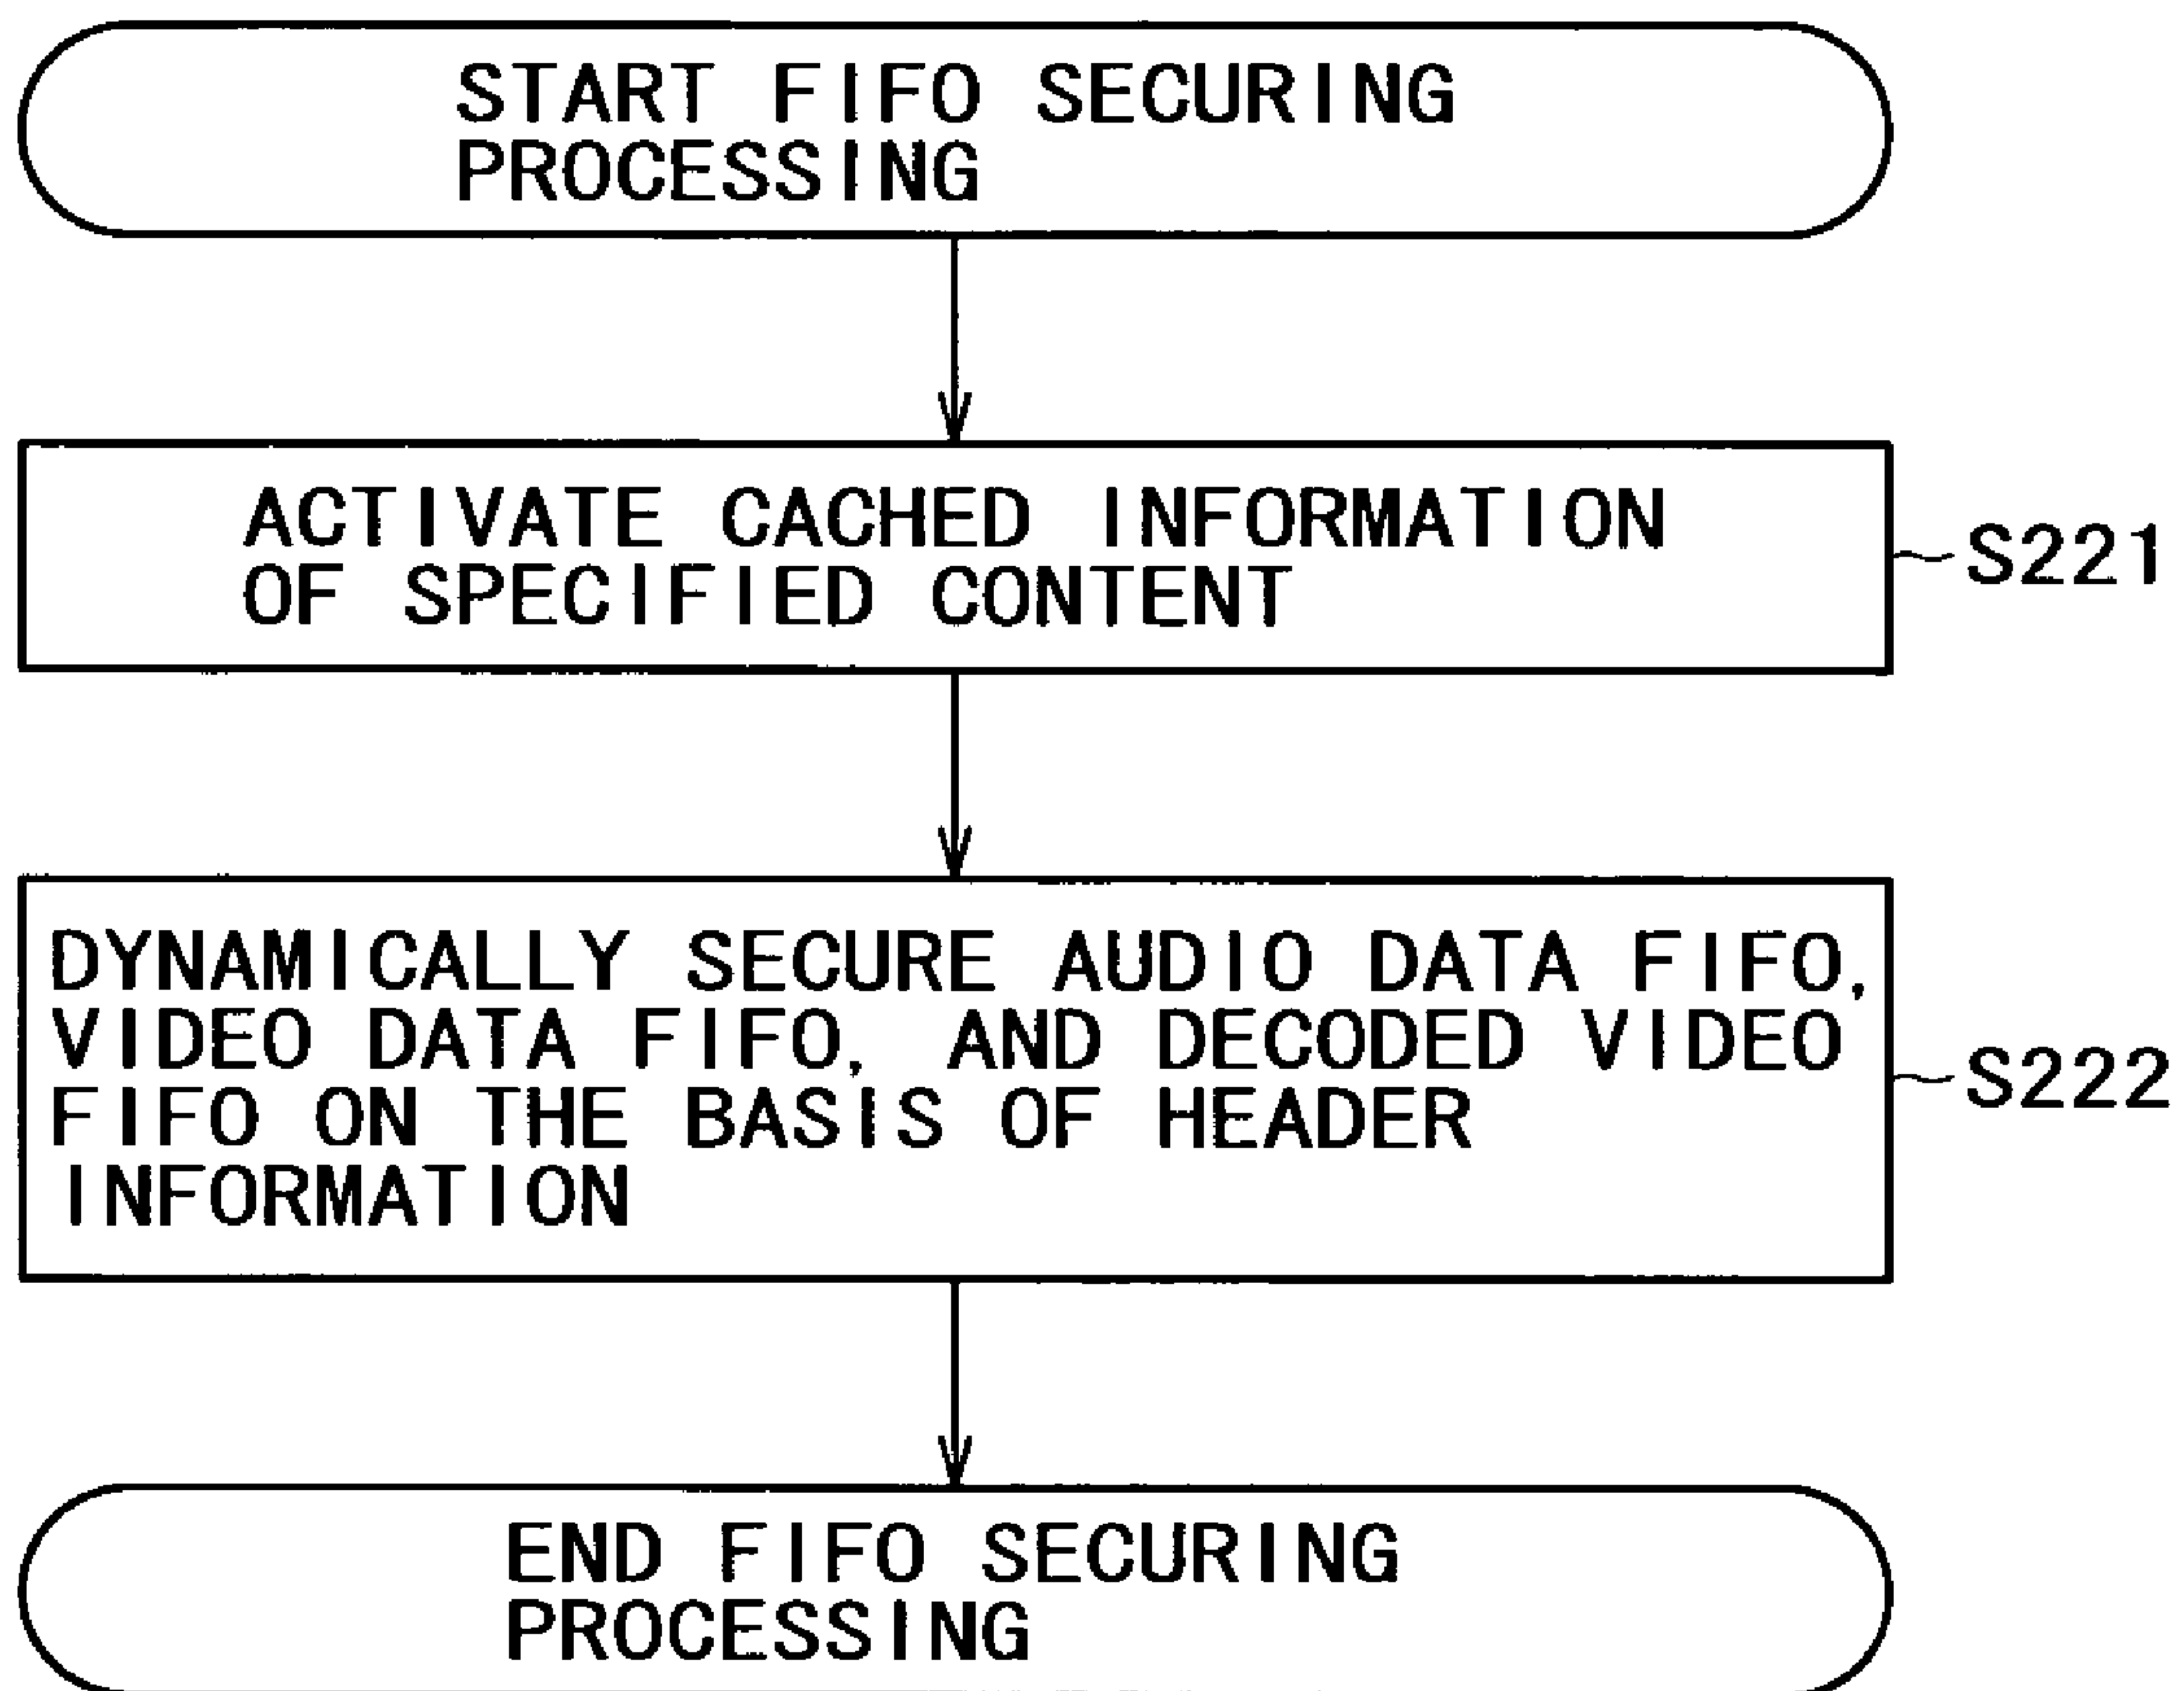 START FIFO SECURING
PROCESSING
ACTIVATE CACHED INFORMATION
OF SPECIFIED CONTENT
S221
DYNAMICALLY SECURE AUDIO DATA FIFO,
VIDEO DATA FIFO, AND DECODED VIDEO
FIFO ON THE BASIS OF HEADER
INFORMATION
S222
END FIFO SECURING
PROCESSING